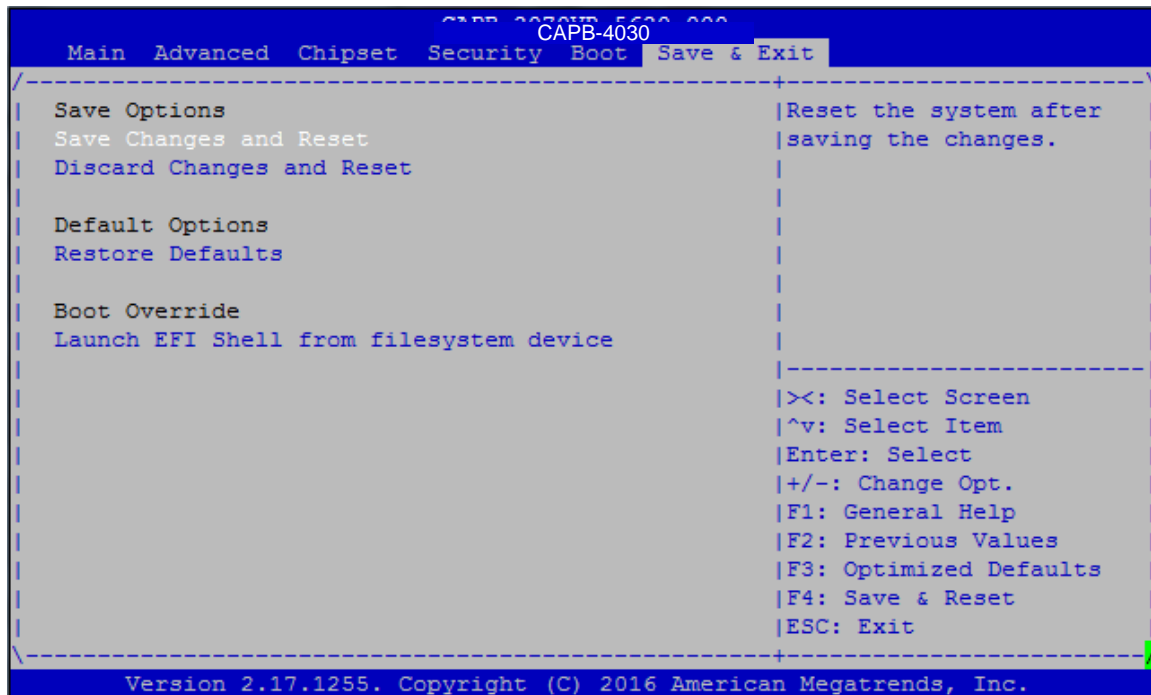 CAPB-4030
Main Advanced Chipset Security Boot Save & Exit
Save Options
Save Changes and Reset
Discard Changes and Reset
Default Options
Restore Defaults
Boot Override
Launch EFI Shell from filesystem device
Reset the system after
saving the changes.
><: Select Screen
^v: Select Item
Enter: Select
+/-: Change Opt.
F1: General Help
F2: Previous Values
F3: Optimized Defaults
F4: Save & Reset
ESC: Exit
Version 2.17.1255. Copyright (C) 2016 American Megatrends, Inc.